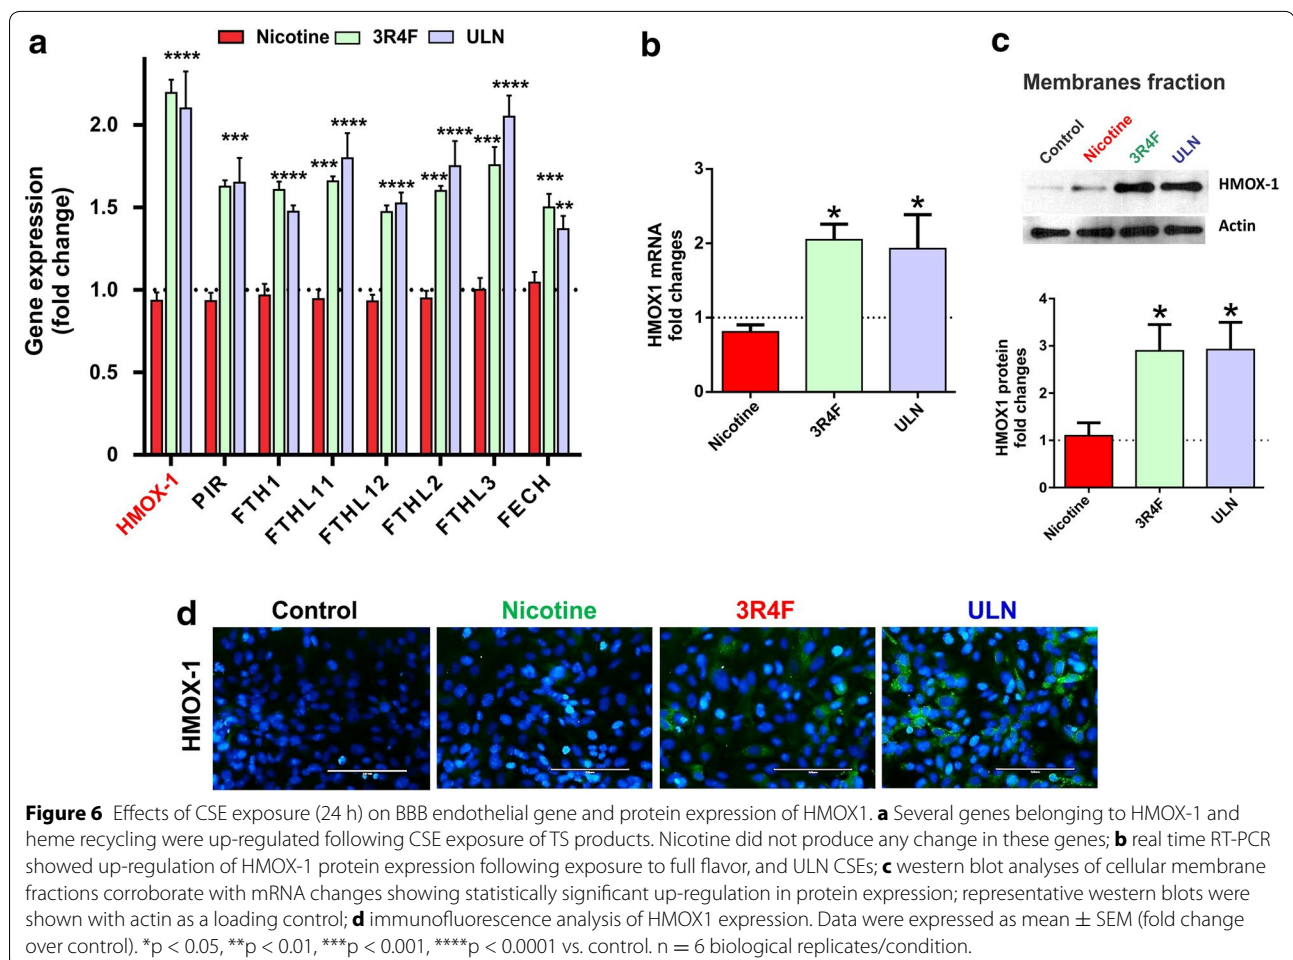 a
Nicotine 3R4F ULN
Gene expression
(fold change)
2.0
1.5
1.0
0.5
0
****
***
****
*** ****
****
*** ****
*** ****
*** **
HMOX-1 PIR FTH1 FTHL11 FTHL12 FTHL2 FTHL3 FECH
b
HMOX1 mRNA
fold changes
3
2
1
0
* *
Nicotine 3R4F ULN
c
Membranes fraction
Control Nicotine 3R4F ULN
HMOX-1
Actin
HMOX1 protein
fold changes
4
3
2
1
0
* *
Nicotine 3R4F ULN
d
Control Nicotine 3R4F ULN
HMOX-1
Figure 6 Effects of CSE exposure (24 h) on BBB endothelial gene and protein expression of HMOX1. a Several genes belonging to HMOX-1 and
heme recycling were up-regulated following CSE exposure of TS products. Nicotine did not produce any change in these genes; b real time RT-PCR
showed up-regulation of HMOX-1 protein expression following exposure to full flavor, and ULN CSEs; c western blot analyses of cellular membrane
fractions corroborate with mRNA changes showing statistically significant up-regulation in protein expression; representative western blots were
shown with actin as a loading control; d immunofluorescence analysis of HMOX1 expression. Data were expressed as mean ± SEM (fold change
over control). *p < 0.05, **p < 0.01, ***p < 0.001, ****p < 0.0001 vs. control. n = 6 biological replicates/condition.